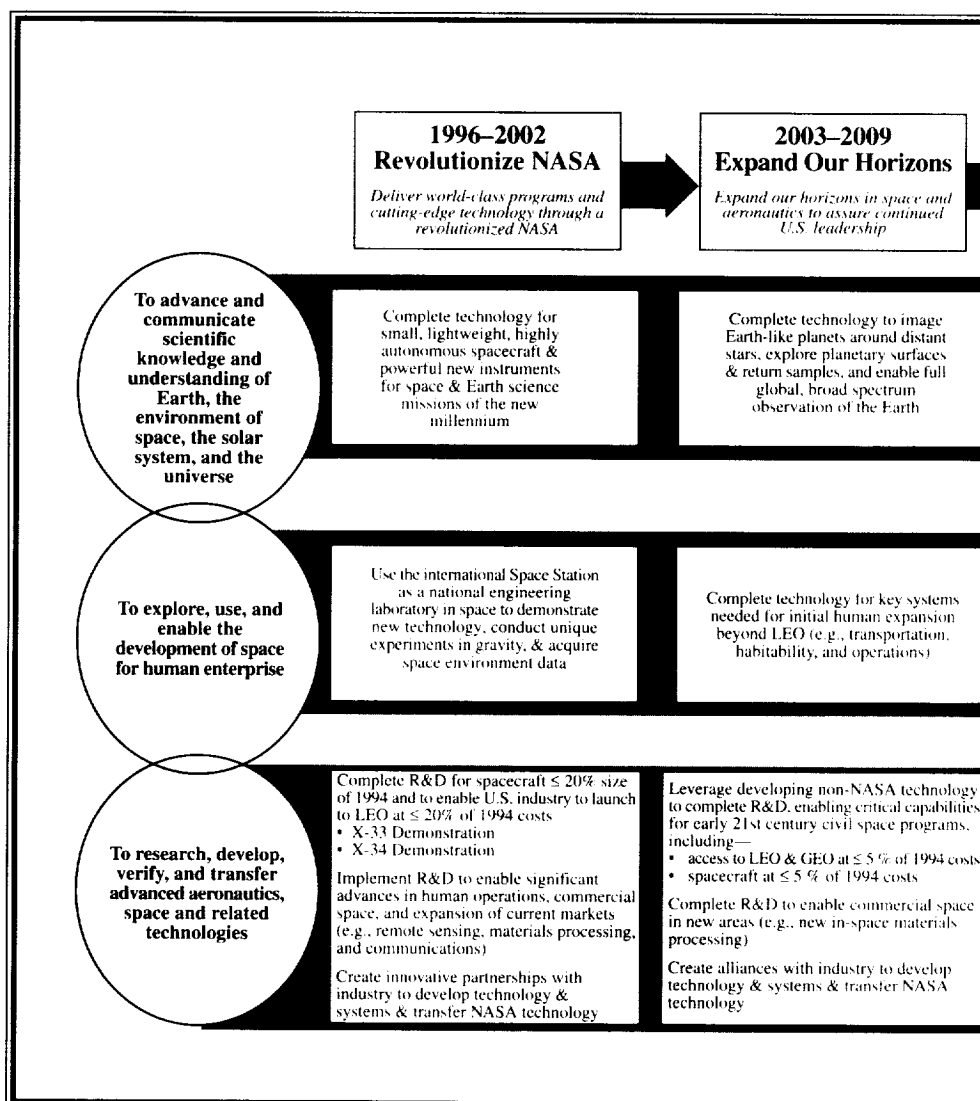 1996–2002
Revolutionize NASA
Deliver world-class programs and
cutting-edge technology through a
revolutionized NASA
2003–2009
Expand Our Horizons
Expand our horizons in space and
aeronautics to assure continued
U.S. leadership
To advance and
communicate
scientific
knowledge and
understanding of
Earth, the
environment of
space, the solar
system, and the
universe
Complete technology for
small, lightweight, highly
autonomous spacecraft &
powerful new instruments
for space & Earth science
missions of the new
millennium
Complete technology to image
Earth-like planets around distant
stars, explore planetary surfaces
& return samples, and enable full
global, broad spectrum
observation of the Earth
To explore, use, and
enable the
development of space
for human enterprise
Use the international Space Station
as a national engineering
laboratory in space to demonstrate
new technology, conduct unique
experiments in gravity, & acquire
space environment data
Complete technology for key systems
needed for initial human expansion
beyond LEO (e.g., transportation,
habitability, and operations)
To research, develop,
verify, and transfer
advanced aeronautics,
space and related
technologies
Complete R&D for spacecraft ≤ 20% size
of 1994 and to enable U.S. industry to launch
to LEO at ≤ 20% of 1994 costs
• X-33 Demonstration
• X-34 Demonstration
Implement R&D to enable significant
advances in human operations, commercial
space, and expansion of current markets
(e.g., remote sensing, materials processing,
and communications)
Create innovative partnerships with
industry to develop technology &
systems & transfer NASA technology
Leverage developing non-NASA technology
to complete R&D, enabling critical capabilities
for early 21st century civil space programs,
including—
• access to LEO & GEO at ≤ 5 % of 1994 costs
• spacecraft at ≤ 5 % of 1994 costs
Complete R&D to enable commercial space
in new areas (e.g., new in-space materials
processing)
Create alliances with industry to develop
technology & systems & transfer NASA
technology